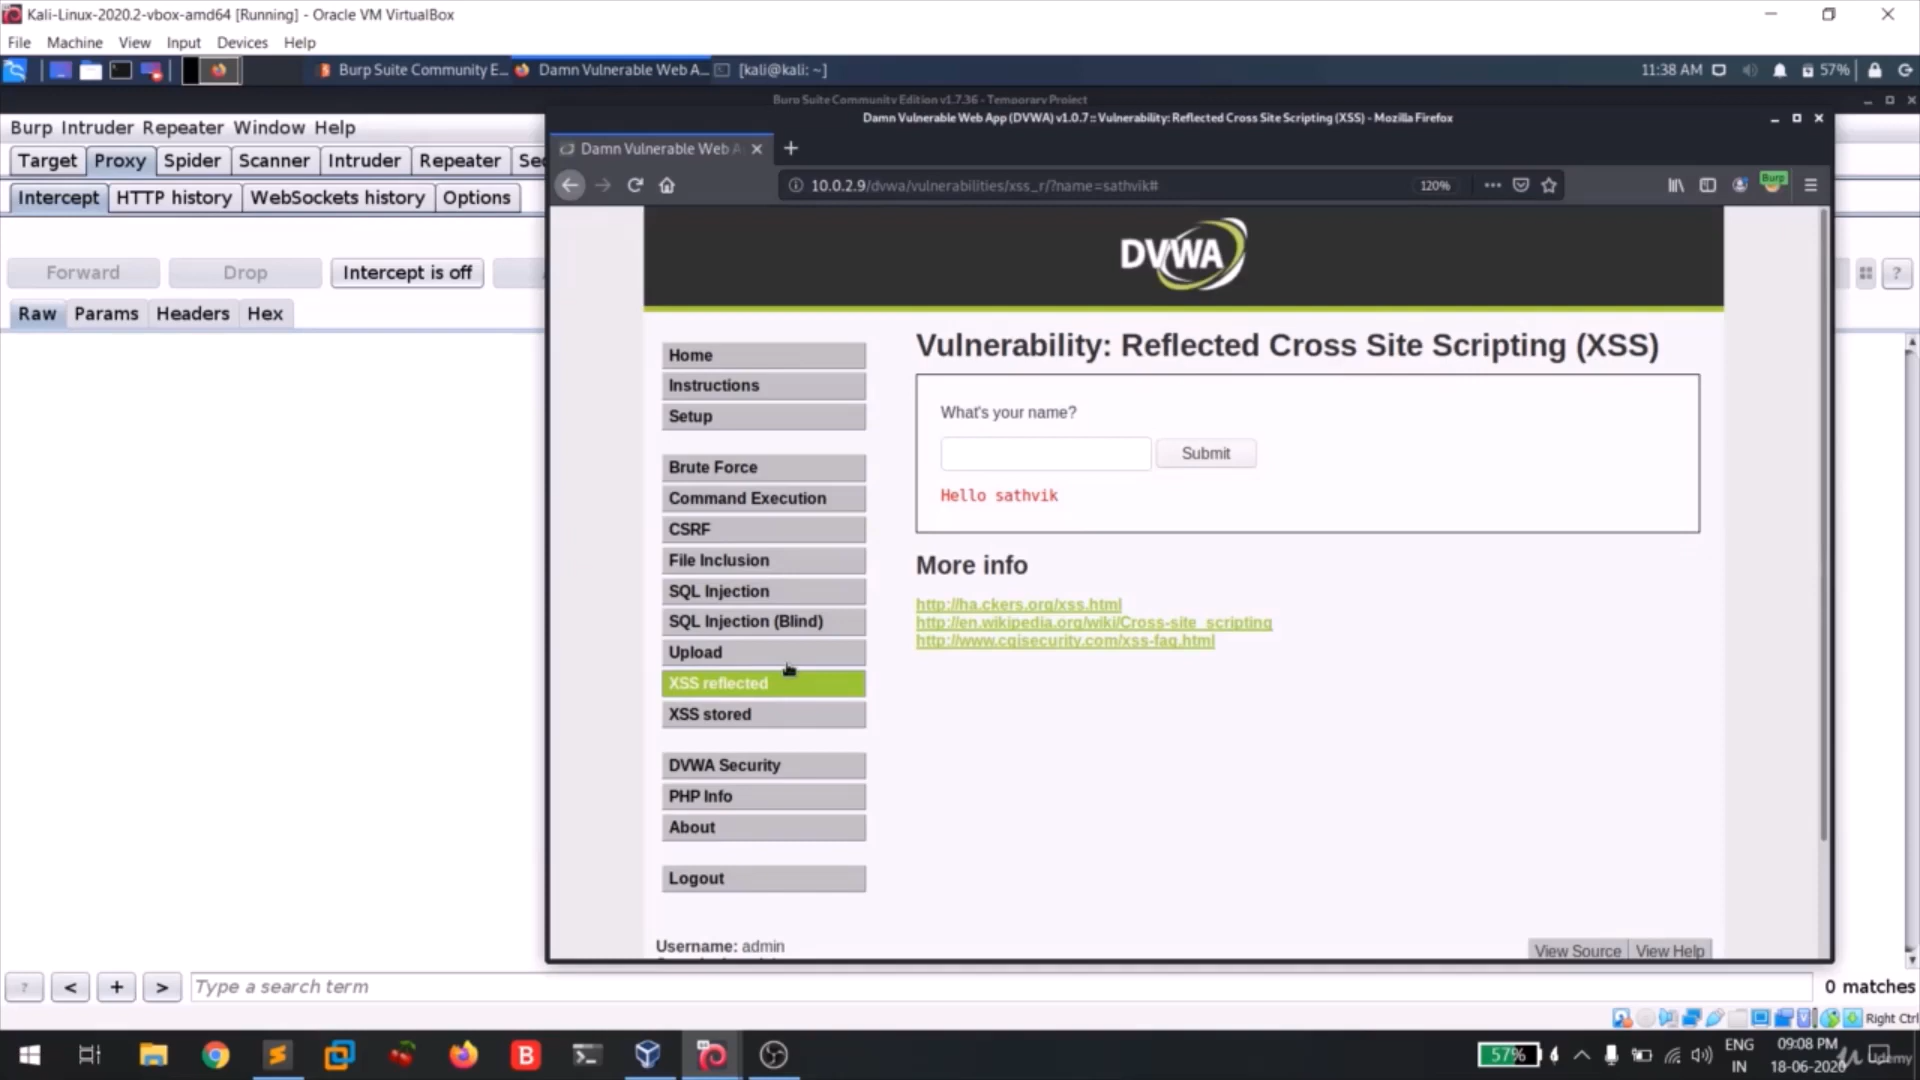 Kali-Linux-2020.2-vbox-amd64 [Running] - Oracle VM VirtualBox
File Machine View Input Devices Help
Burp Suite Community E... Damn Vulnerable Web A... [kali@kali: ~] 11:38 AM 57%
Burp Suite Community Edition v1.7.36 - Temporary Project
Damn Vulnerable Web App (DVWA) v1.0.7 :: Vulnerability: Reflected Cross Site Scripting (XSS) - Mozilla Firefox
Burp Intruder Repeater Window Help
Target Proxy Spider Scanner Intruder Repeater Sec
Intercept HTTP history WebSockets history Options
Forward Drop Intercept is off
Raw Params Headers Hex
Damn Vulnerable Web A
10.0.2.9/dvwa/vulnerabilities/xss_r/?name=sathvik# 120% Burp
DVWA
Home
Instructions
Setup
Brute Force
Command Execution
CSRF
File Inclusion
SQL Injection
SQL Injection (Blind)
Upload
XSS reflected
XSS stored
DVWA Security
PHP Info
About
Logout
Username: admin
Vulnerability: Reflected Cross Site Scripting (XSS)
What's your name?
Submit
Hello sathvik
More info
http://ha.ckers.org/xss.html
http://en.wikipedia.org/wiki/Cross-site_scripting
http://www.cgisecurity.com/xss-faq.html
View Source View Help
? < + > Type a search term 0 matches
Right Ctrl
57% ENG 09:08 PM
IN 18-06-2020
Udemy